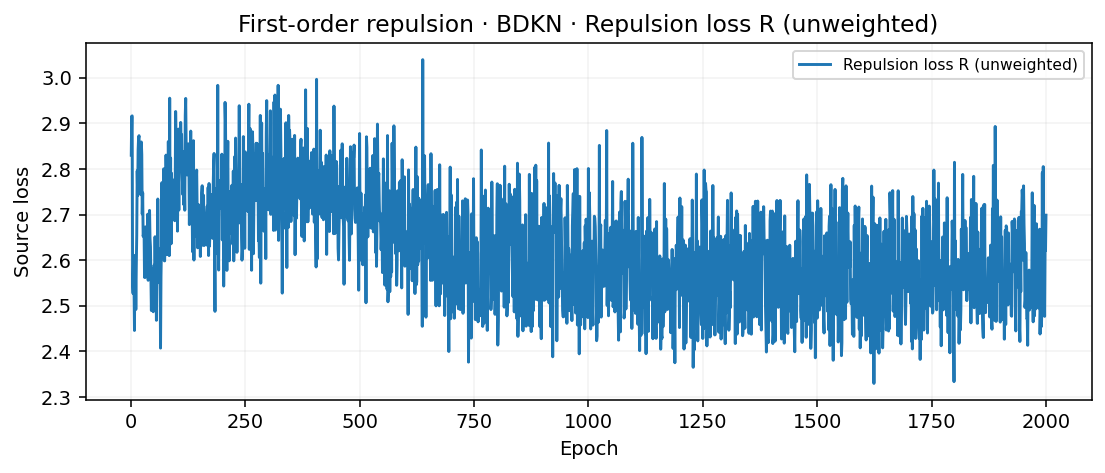 First-order repulsion · BDKN · Repulsion loss R (unweighted)
Repulsion loss R (unweighted)
Source loss
3.0
2.9
2.8
2.7
2.6
2.5
2.4
2.3
0 250 500 750 1000 1250 1500 1750 2000
Epoch